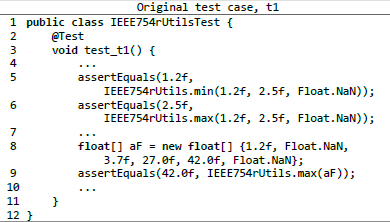 Original test case, t1
1 public class IEEE754rUtilsTest {
2 @Test
3 void test_t1() {
4 ...
5 assertEquals(1.2f,
IEEE754rUtils.min(1.2f, 2.5f, Float.NaN));
6 assertEquals(2.5f,
IEEE754rUtils.max(1.2f, 2.5f, Float.NaN));
7 ...
8 float[] aF = new float[] {1.2f, Float.NaN,
3.7f, 27.0f, 42.0f, Float.NaN};
9 assertEquals(42.0f, IEEE754rUtils.max(aF));
10 ...
11 }
12 }